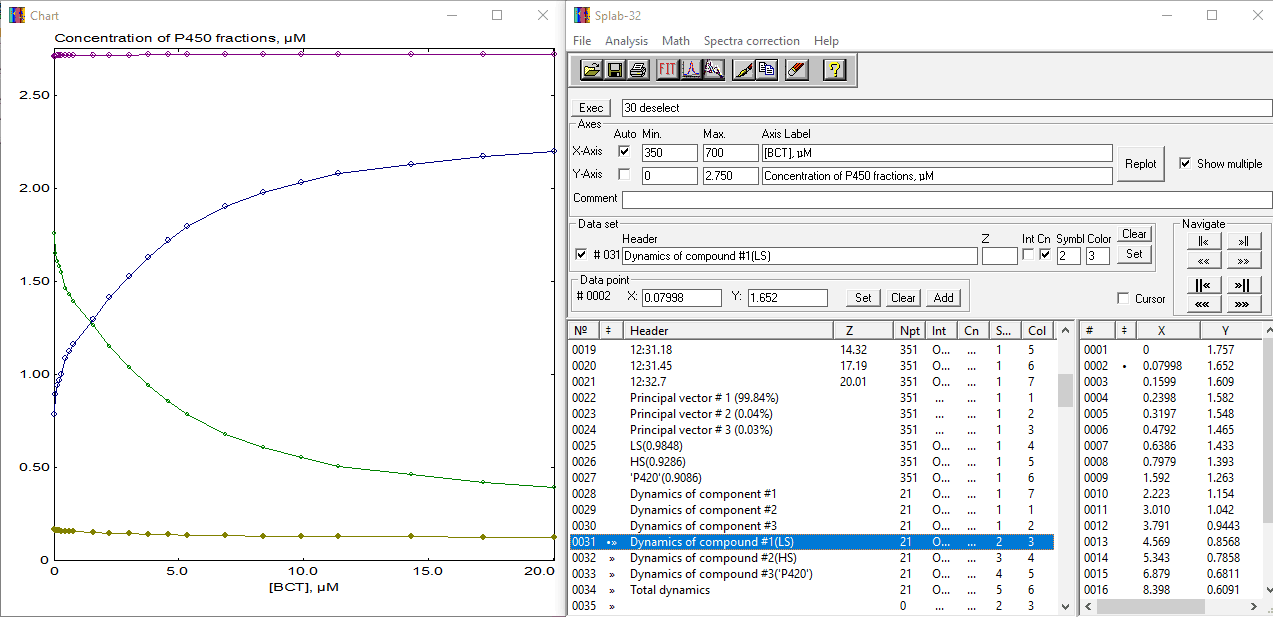 Chart
Concentration of P450 fractions, µM
2.50
2.00
1.50
1.00
0.50
0
0 5.0 10.0 15.0 20.0
[BCT], µM
Splab-32
File Analysis Math Spectra correction Help
FIT ?
Exec 30 deselect
Axes
Auto Min. Max. Axis Label
X-Axis 350 700 [BCT], µM
Y-Axis 0 2.750 Concentration of P450 fractions, µM
Replot Show multiple
Comment
Data set
Header Z Int Cn Symbl Color Clear
# 031 Dynamics of compound #1(LS) 2 3 Set
Navigate
ǁ« »ǁ
«« »»
ǁ« »ǁ
«« »»
Data point
# 0002 X: 0.07998 Y: 1.652 Set Clear Add
Cursor
Nº ‡ Header Z Npt Int Cn S... Col
0019 12:31.18 14.32 351 O... ... 1 5
0020 12:31.45 17.19 351 O... ... 1 6
0021 12:32.7 20.01 351 O... ... 1 7
0022 Principal vector # 1 (99.84%) 351 ... ... 1 1
0023 Principal vector # 2 (0.04%) 351 ... ... 1 2
0024 Principal vector # 3 (0.03%) 351 ... ... 1 3
0025 LS(0.9848) 351 O... ... 1 4
0026 HS(0.9286) 351 O... ... 1 5
0027 'P420'(0.9086) 351 O... ... 1 6
0028 Dynamics of component #1 21 O... ... 1 7
0029 Dynamics of component #2 21 O... ... 1 1
0030 Dynamics of component #3 21 O... ... 1 2
0031 •» Dynamics of compound #1(LS) 21 O... ... 2 3
0032 » Dynamics of compound #2(HS) 21 O... ... 3 4
0033 » Dynamics of compound #3('P420') 21 O... ... 4 5
0034 » Total dynamics 21 O... ... 5 6
0035 » 0 ... ... 2 3
# ‡ X Y
0001 0 1.757
0002 • 0.07998 1.652
0003 0.1599 1.609
0004 0.2398 1.582
0005 0.3197 1.548
0006 0.4792 1.465
0007 0.6386 1.433
0008 0.7979 1.393
0009 1.592 1.263
0010 2.223 1.154
0011 3.010 1.042
0012 3.791 0.9443
0013 4.569 0.8568
0014 5.343 0.7858
0015 6.879 0.6811
0016 8.398 0.6091